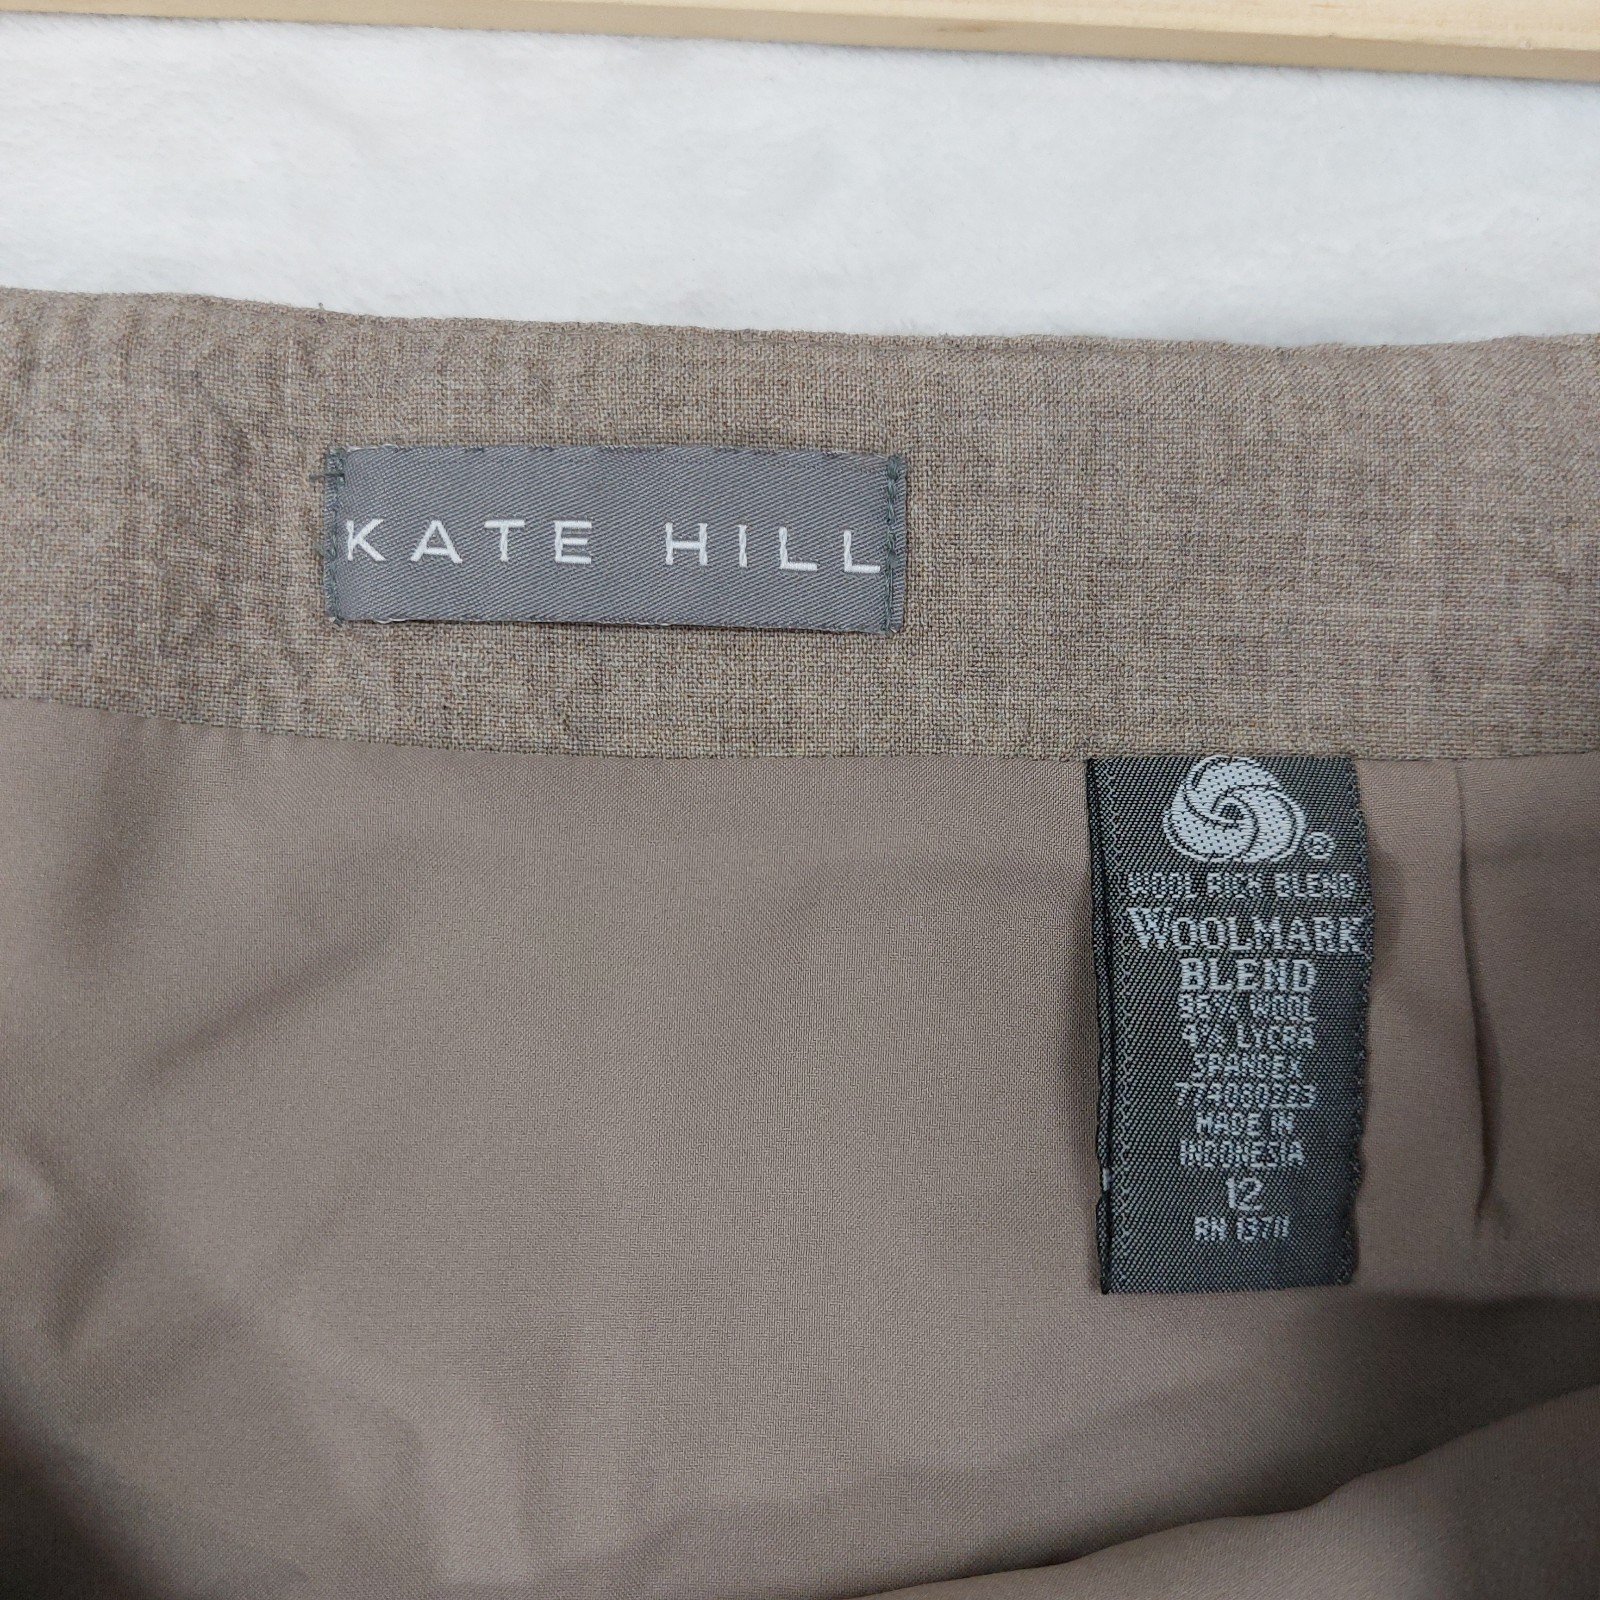 KATE HILL
®
WOOL RICH BLEND
WOOLMARK
BLEND
96% WOOL
4% LYCRA
SPANDEX
MADE IN
INDONESIA
12